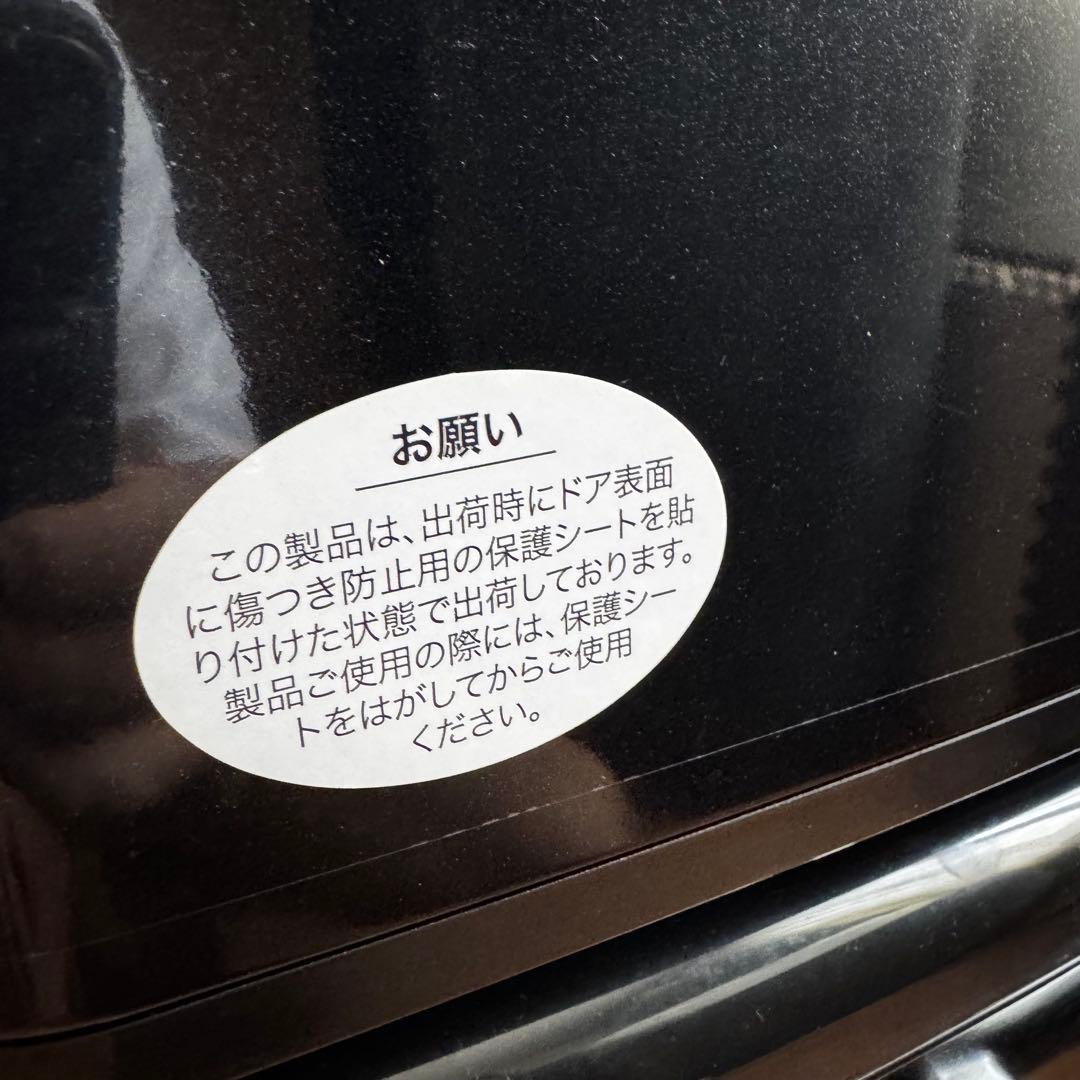 お願い
この製品は、出荷時にドア表面
に傷つき防止用の保護シートを貼
り付けた状態で出荷しております。
製品ご使用の際には、保護シー
トをはがしてからご使用
ください。